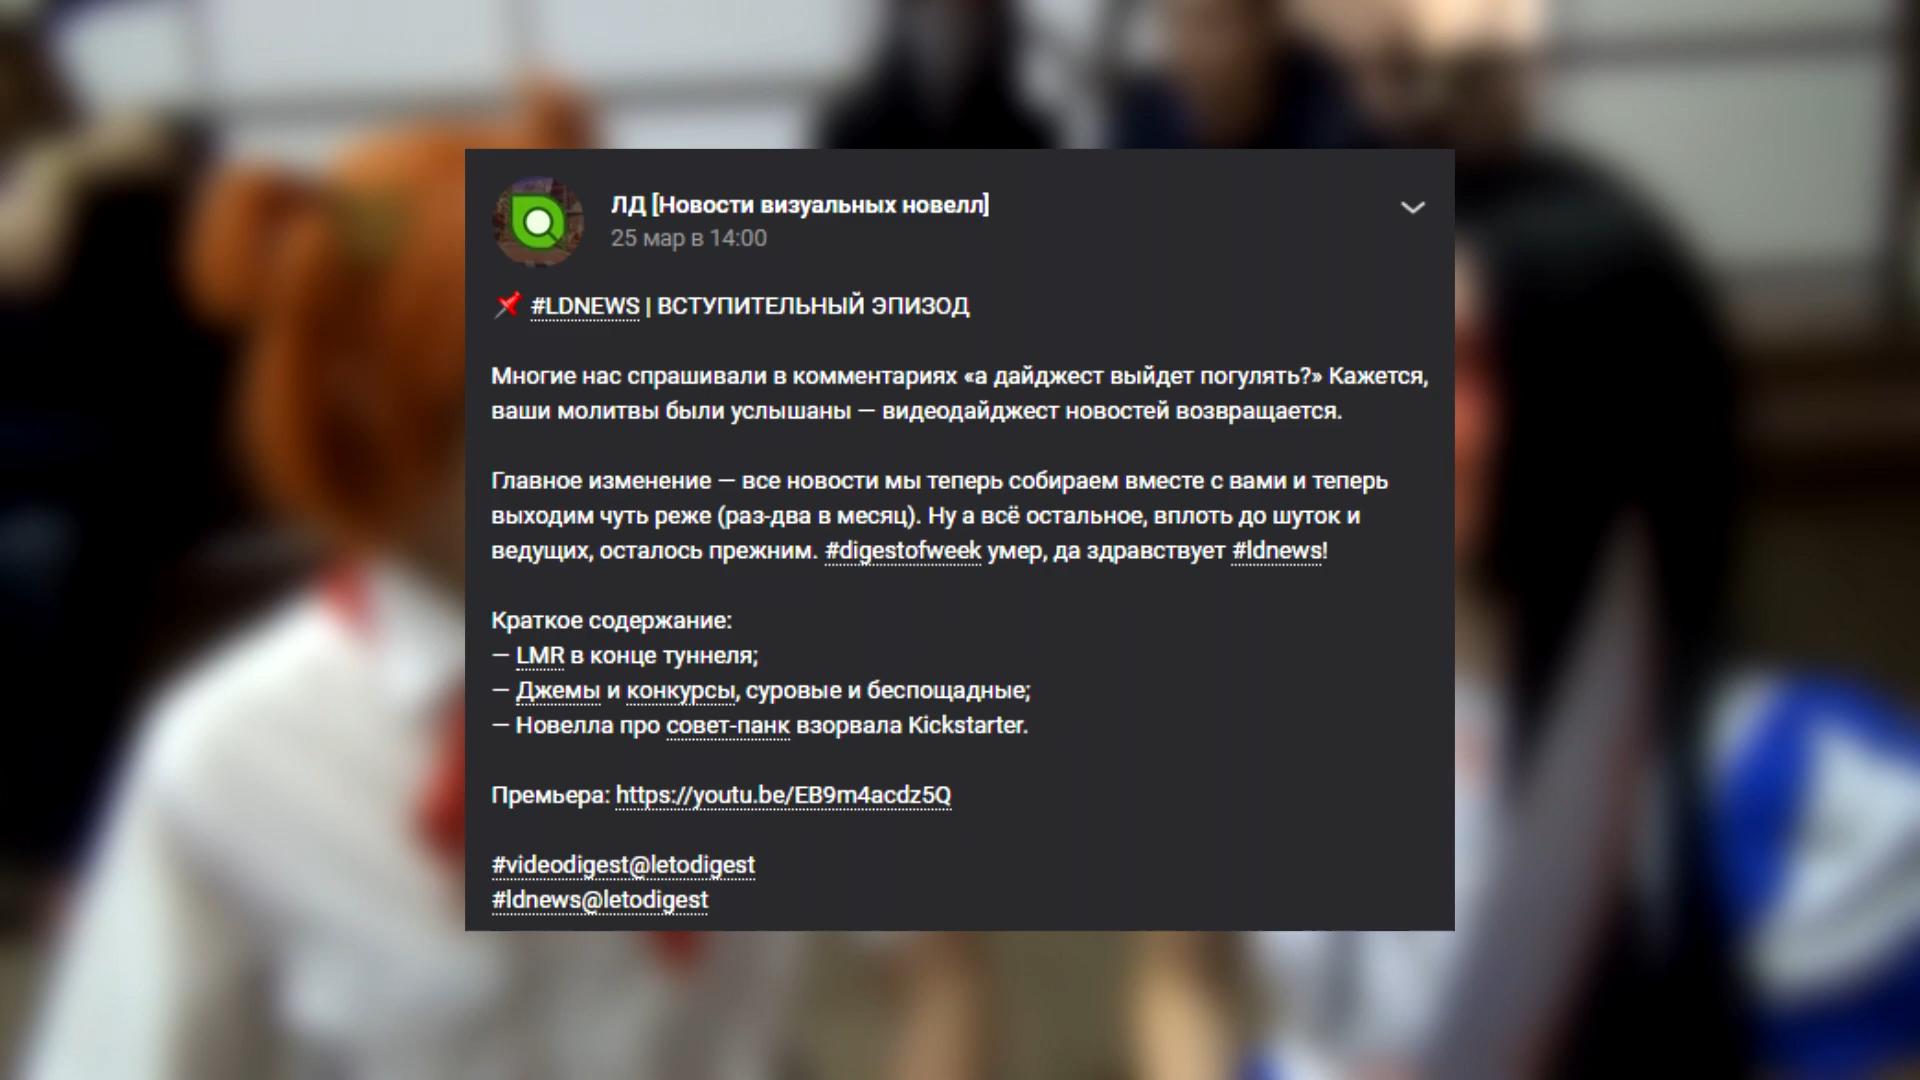 ЛД [Новости визуальных новелл]
25 мар в 14:00
#LDNEWS | ВСТУПИТЕЛЬНЫЙ ЭПИЗОД
Многие нас спрашивали в комментариях «а дайджест выйдет погулять?» Кажется,
ваши молитвы были услышаны — видеодайджест новостей возвращается.
Главное изменение — все новости мы теперь собираем вместе с вами и теперь
выходим чуть реже (раз-два в месяц). Ну а всё остальное, вплоть до шуток и
ведущих, осталось прежним. #digestofweek умер, да здравствует #ldnews!
Краткое содержание:
— LMR в конце туннеля;
— Джемы и конкурсы, суровые и беспощадные;
— Новелла про совет-панк взорвала Kickstarter.
Премьера: https://youtu.be/EB9m4acdz5Q
#videodigest@letodigest
#ldnews@letodigest